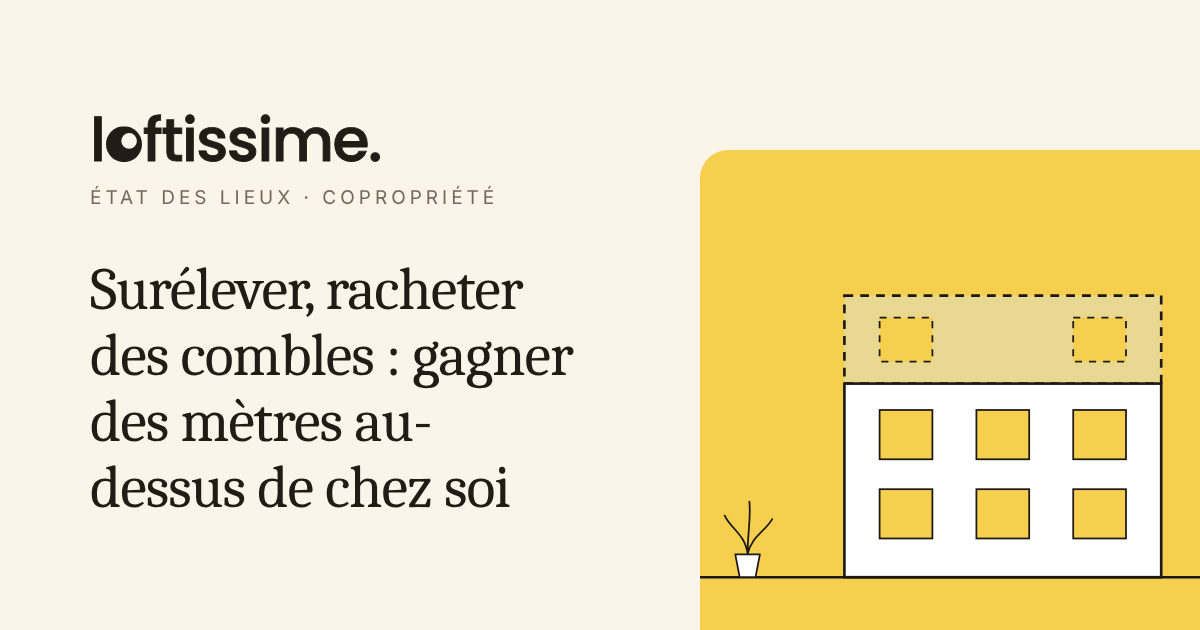 loftissime.
ÉTAT DES LIEUX · COPROPRIÉTÉ
Surélever, racheter
des combles : gagner
des mètres au-
dessus de chez soi